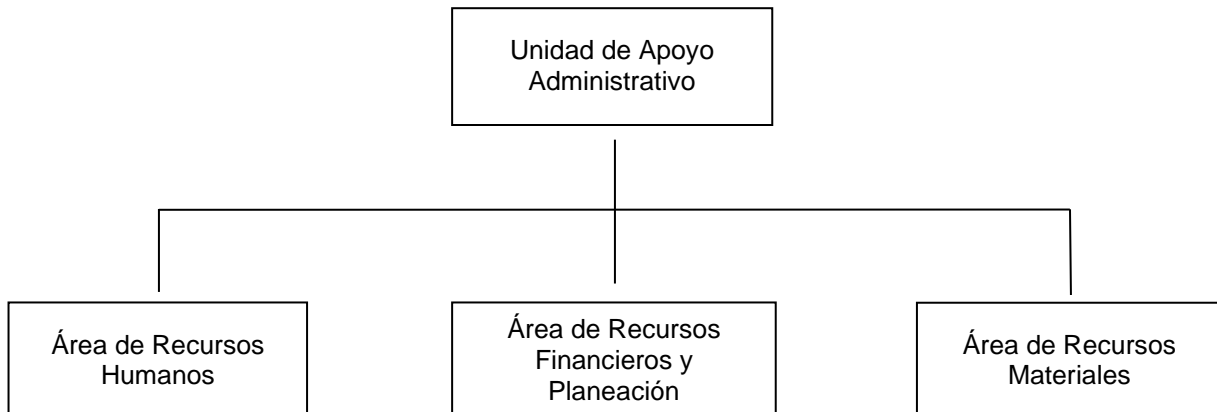 Unidad de Apoyo
Administrativo
Área de Recursos
Humanos
Área de Recursos
Financieros y
Planeación
Área de Recursos
Materiales